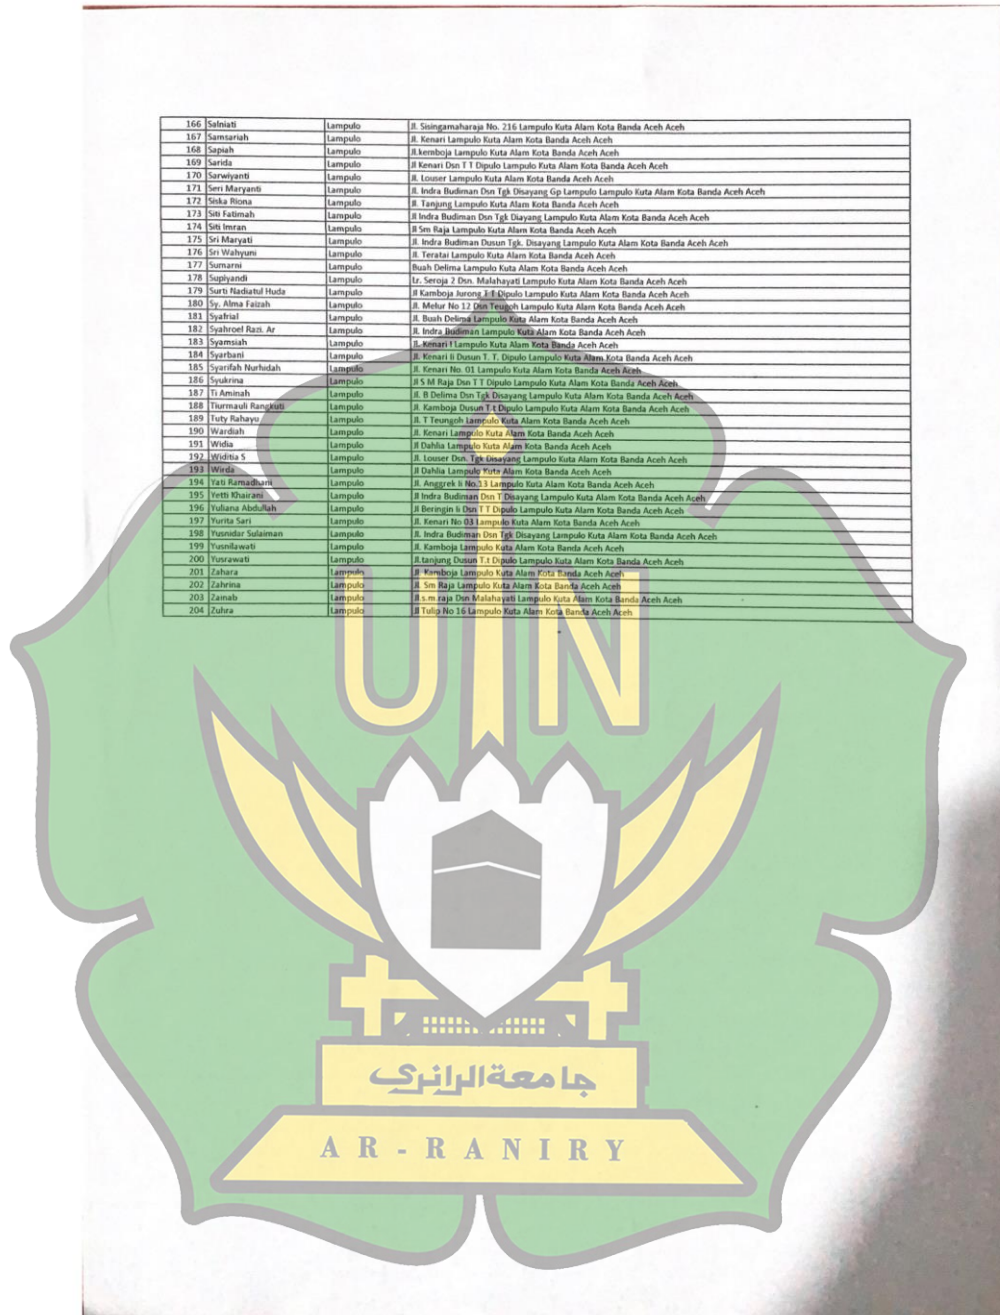 166 Salniati Lampulo Jl. Sisingamaharaja No. 216 Lampulo Kuta Alam Kota Banda Aceh Aceh
167 Samsariah Lampulo Jl. Kenari Lampulo Kuta Alam Kota Banda Aceh Aceh
168 Sapiah Lampulo Jl.kemboja Lampulo Kuta Alam Kota Banda Aceh Aceh
169 Sarida Lampulo Jl Kenari Dsn T T Dipulo Lampulo Kuta Alam Kota Banda Aceh Aceh
170 Sarwiyanti Lampulo Jl. Louser Lampulo Kuta Alam Kota Banda Aceh Aceh
171 Seri Maryanti Lampulo Jl. Indra Budiman Dsn Tgk Disayang Gp Lampulo Lampulo Kuta Alam Kota Banda Aceh Aceh
172 Siska Riona Lampulo Jl. Tanjung Lampulo Kuta Alam Kota Banda Aceh Aceh
173 Siti Fatimah Lampulo Jl Indra Budiman Dsn Tgk Diayang Lampulo Kuta Alam Kota Banda Aceh Aceh
174 Siti Imran Lampulo Jl Sm Raja Lampulo Kuta Alam Kota Banda Aceh Aceh
175 Sri Maryati Lampulo Jl. Indra Budiman Dusun Tgk. Disayang Lampulo Kuta Alam Kota Banda Aceh Aceh
176 Sri Wahyuni Lampulo Jl. Teratai Lampulo Kuta Alam Kota Banda Aceh Aceh
177 Sumarni Lampulo Buah Delima Lampulo Kuta Alam Kota Banda Aceh Aceh
178 Supiyandi Lampulo Lr. Seroja 2 Dsn. Malahayati Lampulo Kuta Alam Kota Banda Aceh Aceh
179 Surti Nadiatul Huda Lampulo Jl Kamboja Jurong T T Dipulo Lampulo Kuta Alam Kota Banda Aceh Aceh
180 Sy. Alma Faizah Lampulo Jl. Melur No 12 Dsn Teugoh Lampulo Kuta Alam Kota Banda Aceh Aceh
181 Syafrial Lampulo Jl. Buah Delima Lampulo Kuta Alam Kota Banda Aceh Aceh
182 Syahroel Razi. Ar Lampulo Jl. Indra Budiman Lampulo Kuta Alam Kota Banda Aceh Aceh
183 Syamsiah Lampulo Jl. Kenari I Lampulo Kuta Alam Kota Banda Aceh Aceh
184 Syarbani Lampulo Jl. Kenari Ii Dusun T. T. Dipulo Lampulo Kuta Alam Kota Banda Aceh Aceh
185 Syarifah Nurhidah Lampulo Jl. Kenari No. 01 Lampulo Kuta Alam Kota Banda Aceh Aceh
186 Syukrina Lampulo Jl S M Raja Dsn T T Dipulo Lampulo Kuta Alam Kota Banda Aceh Aceh
187 Ti Aminah Lampulo Jl. B Delima Dsn Tgk Disayang Lampulo Kuta Alam Kota Banda Aceh Aceh
188 Tiurmauli Rangkuti Lampulo Jl. Kamboja Dusun T.t Dipulo Lampulo Kuta Alam Kota Banda Aceh Aceh
189 Tuty Rahayu Lampulo Jl. T Teungoh Lampulo Kuta Alam Kota Banda Aceh Aceh
190 Wardiah Lampulo Jl. Kenari Lampulo Kuta Alam Kota Banda Aceh Aceh
191 Widia Lampulo Jl Dahlia Lampulo Kuta Alam Kota Banda Aceh Aceh
192 Widitia S Lampulo Jl. Louser Dsn. Tgk Disayang Lampulo Kuta Alam Kota Banda Aceh Aceh
193 Wirda Lampulo Jl Dahlia Lampulo Kuta Alam Kota Banda Aceh Aceh
194 Yati Ramadhani Lampulo Jl. Anggrek Ii No.13 Lampulo Kuta Alam Kota Banda Aceh Aceh
195 Yetti Khairani Lampulo Jl Indra Budiman Dsn T Disayang Lampulo Kuta Alam Kota Banda Aceh Aceh
196 Yuliana Abdullah Lampulo Jl Beringin Ii Dsn T T Dipulo Lampulo Kuta Alam Kota Banda Aceh Aceh
197 Yurita Sari Lampulo Jl. Kenari No 03 Lampulo Kuta Alam Kota Banda Aceh Aceh
198 Yusnidar Sulaiman Lampulo Jl. Indra Budiman Dsn Tgk Disayang Lampulo Kuta Alam Kota Banda Aceh Aceh
199 Yusnilawati Lampulo Jl. Kamboja Lampulo Kuta Alam Kota Banda Aceh Aceh
200 Yusrawati Lampulo Jl.tanjung Dusun T.t Dipulo Lampulo Kuta Alam Kota Banda Aceh Aceh
201 Zahara Lampulo Jl. Kamboja Lampulo Kuta Alam Kota Banda Aceh Aceh
202 Zahrina Lampulo Jl. Sm Raja Lampulo Kuta Alam Kota Banda Aceh Aceh
203 Zainab Lampulo Jl.s.m.raja Dsn Malahayati Lampulo Kuta Alam Kota Banda Aceh Aceh
204 Zuhra Lampulo Jl Tulip No 16 Lampulo Kuta Alam Kota Banda Aceh Aceh
UIN
جامعة الرانري
AR-RANIRY